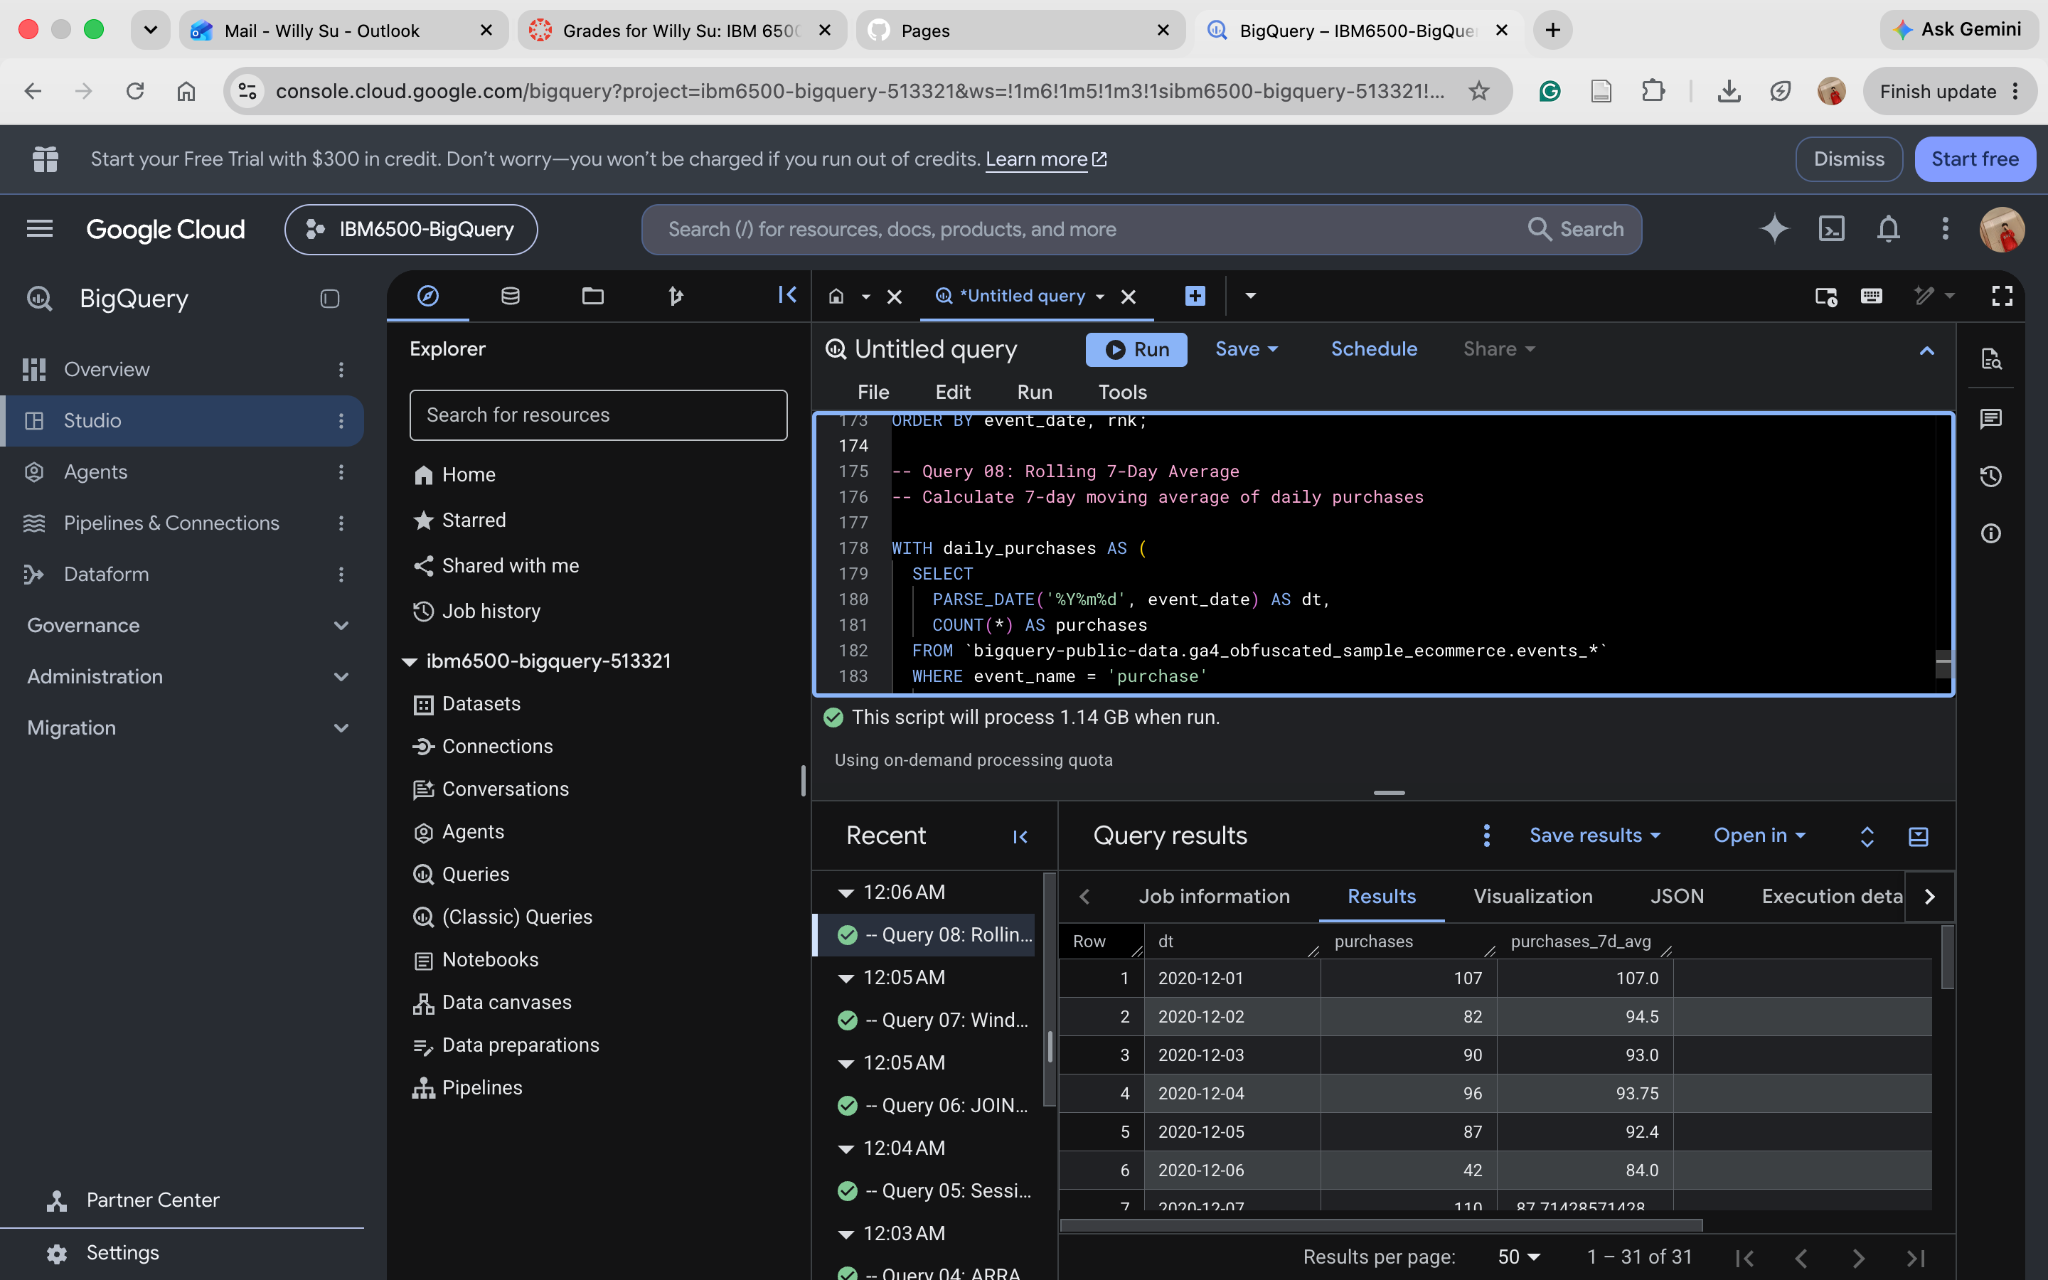 Mail - Willy Su - Outlook
Grades for Willy Su: IBM 650
Pages
BigQuery – IBM6500-BigQue
Ask Gemini
console.cloud.google.com/bigquery?project=ibm6500-bigquery-513321&ws=!1m6!1m5!1m3!1sibm6500-bigquery-513321!...
Finish update
Start your Free Trial with $300 in credit. Don't worry—you won't be charged if you run out of credits. Learn more
Dismiss
Start free
Google Cloud
IBM6500-BigQuery
Search (/) for resources, docs, products, and more
Search
BigQuery
Overview
Studio
Agents
Pipelines & Connections
Dataform
Governance
Administration
Migration
Partner Center
Settings
Explorer
Search for resources
Home
Starred
Shared with me
Job history
ibm6500-bigquery-513321
Datasets
Connections
Conversations
Agents
Queries
(Classic) Queries
Notebooks
Data canvases
Data preparations
Pipelines
*Untitled query
Untitled query
Run
Save
Schedule
Share
File Edit Run Tools
173 ORDER BY event_date, rnk;
174
175 -- Query 08: Rolling 7-Day Average
176 -- Calculate 7-day moving average of daily purchases
177
178 WITH daily_purchases AS (
179 SELECT
180 PARSE_DATE('%Y%m%d', event_date) AS dt,
181 COUNT(*) AS purchases
182 FROM `bigquery-public-data.ga4_obfuscated_sample_ecommerce.events_*`
183 WHERE event_name = 'purchase'
This script will process 1.14 GB when run.
Using on-demand processing quota
Recent
12:06 AM
-- Query 08: Rollin...
12:05 AM
-- Query 07: Wind...
12:05 AM
-- Query 06: JOIN...
12:04 AM
-- Query 05: Sessi...
12:03 AM
-- Query 04: ARRA
Query results
Save results
Open in
Job information Results Visualization JSON Execution deta
Row dt purchases purchases_7d_avg
1 2020-12-01 107 107.0
2 2020-12-02 82 94.5
3 2020-12-03 90 93.0
4 2020-12-04 96 93.75
5 2020-12-05 87 92.4
6 2020-12-06 42 84.0
7 2020-12-07 110 87.71428571428
Results per page: 50 1 – 31 of 31